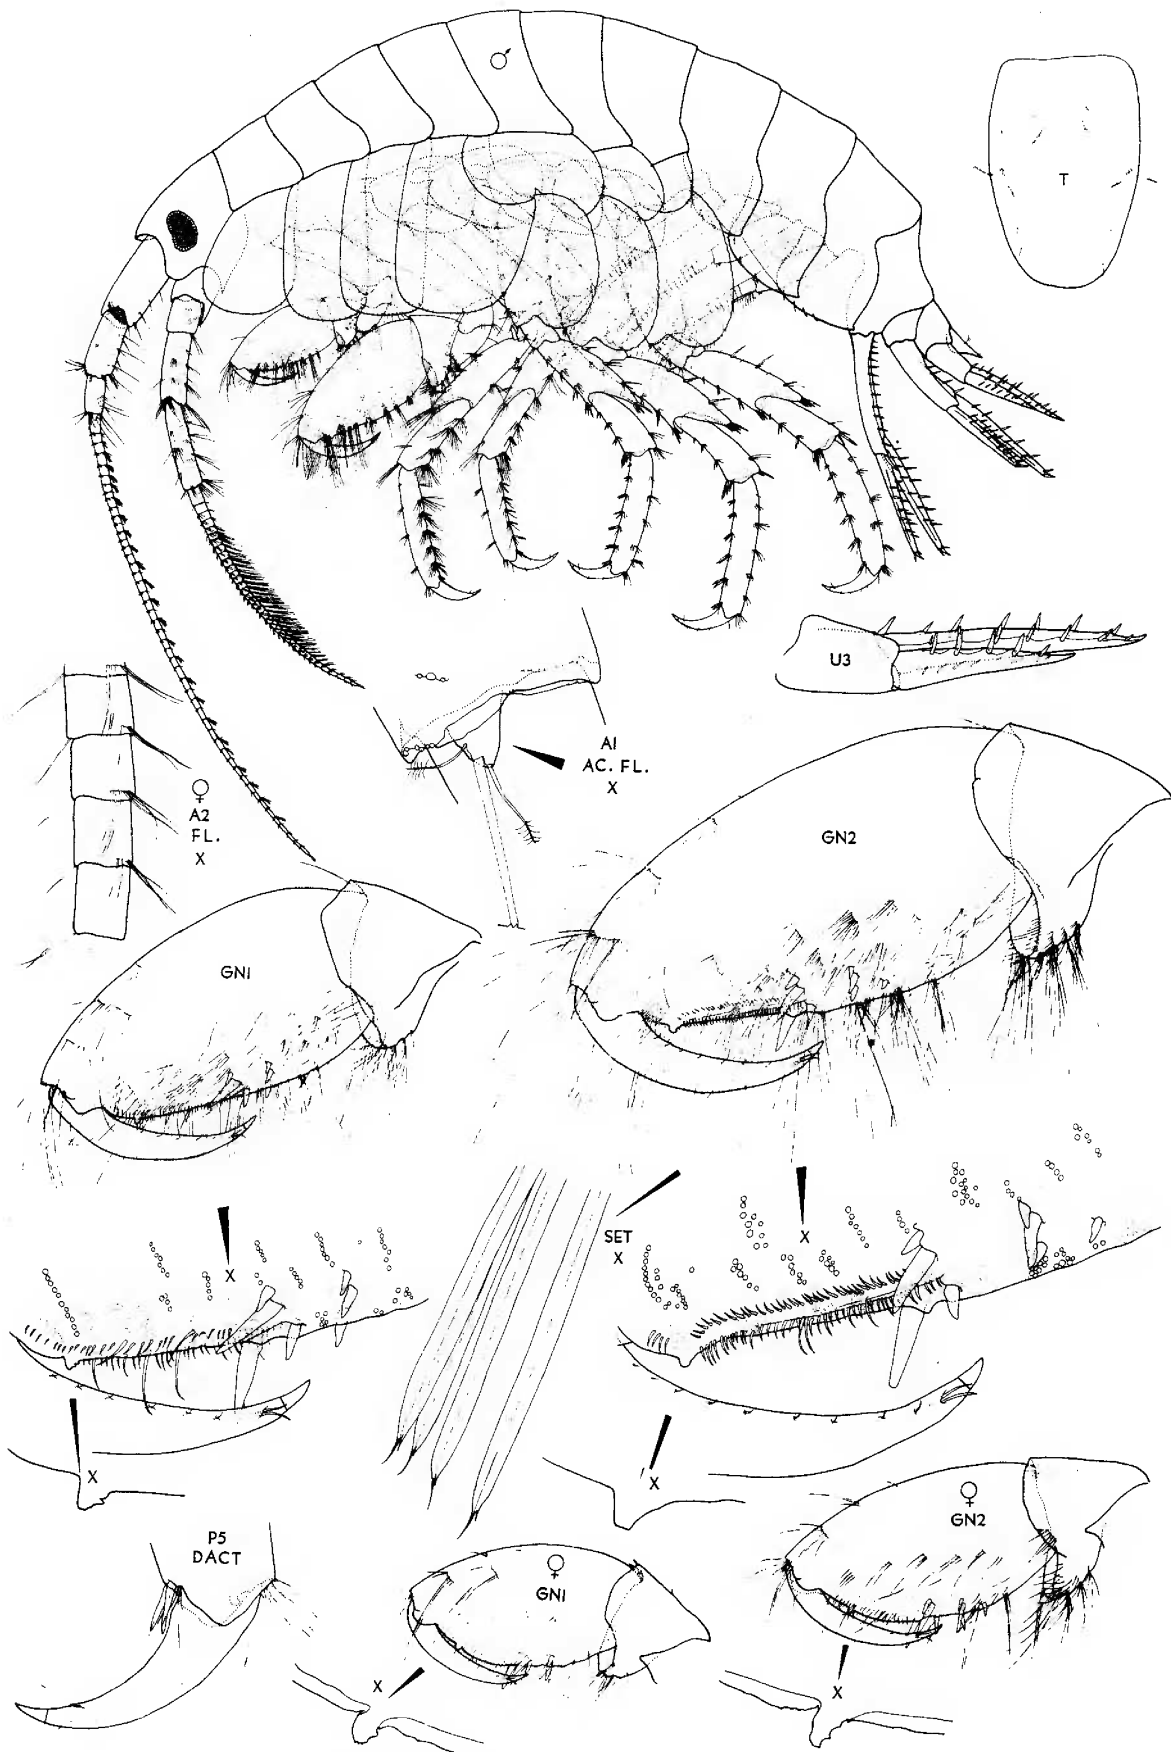 ♂
T
U3
A1
AC. FL.
X
♀
A2
FL.
X
GN2
GN1
X
SET
X
X
X
X
P5
DACT
♀
GN1
♀
GN2
X
X